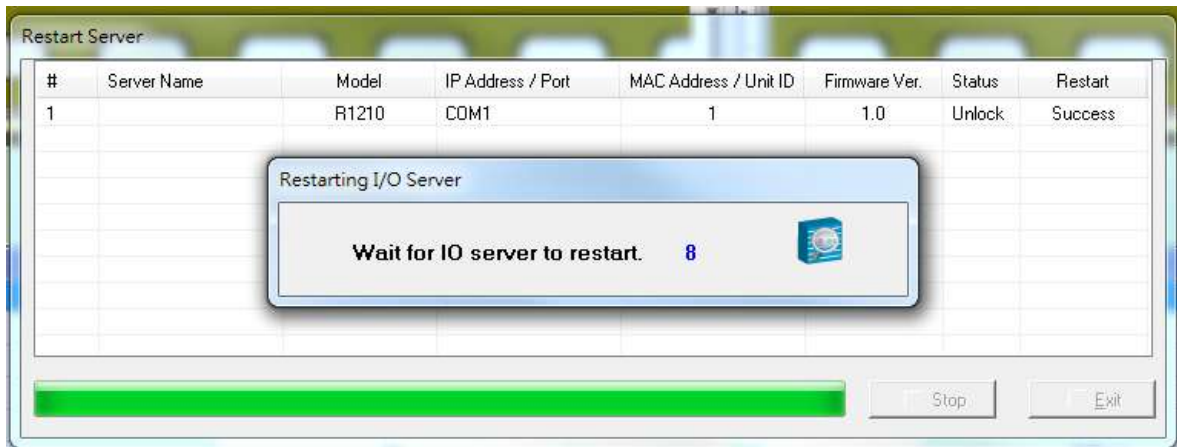 Restart Server
# Server Name Model IP Address / Port MAC Address / Unit ID Firmware Ver. Status Restart
1 R1210 COM1 1 1.0 Unlock Success
Restarting I/O Server
Wait for IO server to restart. 8
Stop Exit